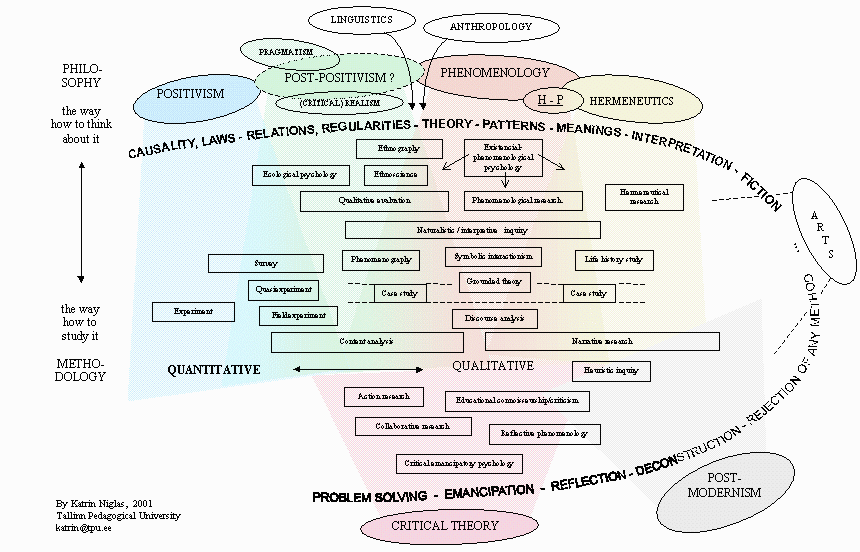 LINGUISTICS
ANTHROPOLOGY
PRAGMATISM
PHILO-
SOPHY
POSITIVISM
POST-POSITIVISM ?
PHENOMENOLOGY
(CRITICAL) REALISM
H - P
HERMENEUTICS
the way
how to think
about it
CAUSALITY, LAWS - RELATIONS, REGULARITIES - THEORY - PATTERNS - MEANINGS - INTERPRETATION - FICTION
...
REJECTION OF ANY METHOD
Ethnography
Existencial-
phenomenological
psychology
Ecological psychology
Ethnoscience
Qualitative evaluation
Phenomenological research
Hermeneutical
research
ARTS
Naturalistic / interpretive inquiry
Survey
Phenomenography
Symbolic interactionism
Life history study
Quasiexperiment
Grounded theory
Case study
Case study
the way
how to
study it
Experiment
Fieldexperiment
Discourse analysis
Content analysis
Narrative research
METHO-
DOLOGY
QUANTITATIVE
QUALITATIVE
Heuristic inquiry
Action research
Educational connoisseurship/criticism
Collaborative research
Reflective phenomenology
Critical emancipatory psychology
PROBLEM SOLVING - EMANCIPATION - REFLECTION - DECONSTRUCTION -
POST-
MODERNISM
CRITICAL THEORY
By Katrin Niglas, 2001
Tallinn Pedagogical University
katrin@tpu.ee